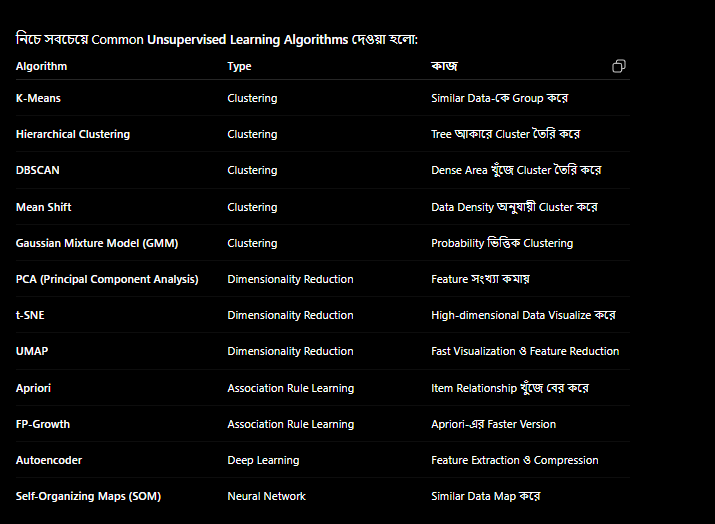 নিচে সবচেয়ে Common Unsupervised Learning Algorithms দেওয়া হলো:
Algorithm Type কাজ
K-Means Clustering Similar Data-কে Group করে
Hierarchical Clustering Clustering Tree আকারে Cluster তৈরি করে
DBSCAN Clustering Dense Area খুঁজে Cluster তৈরি করে
Mean Shift Clustering Data Density অনুযায়ী Cluster করে
Gaussian Mixture Model (GMM) Clustering Probability ভিত্তিক Clustering
PCA (Principal Component Analysis) Dimensionality Reduction Feature সংখ্যা কমায়
t-SNE Dimensionality Reduction High-dimensional Data Visualize করে
UMAP Dimensionality Reduction Fast Visualization ও Feature Reduction
Apriori Association Rule Learning Item Relationship খুঁজে বের করে
FP-Growth Association Rule Learning Apriori-এর Faster Version
Autoencoder Deep Learning Feature Extraction ও Compression
Self-Organizing Maps (SOM) Neural Network Similar Data Map করে